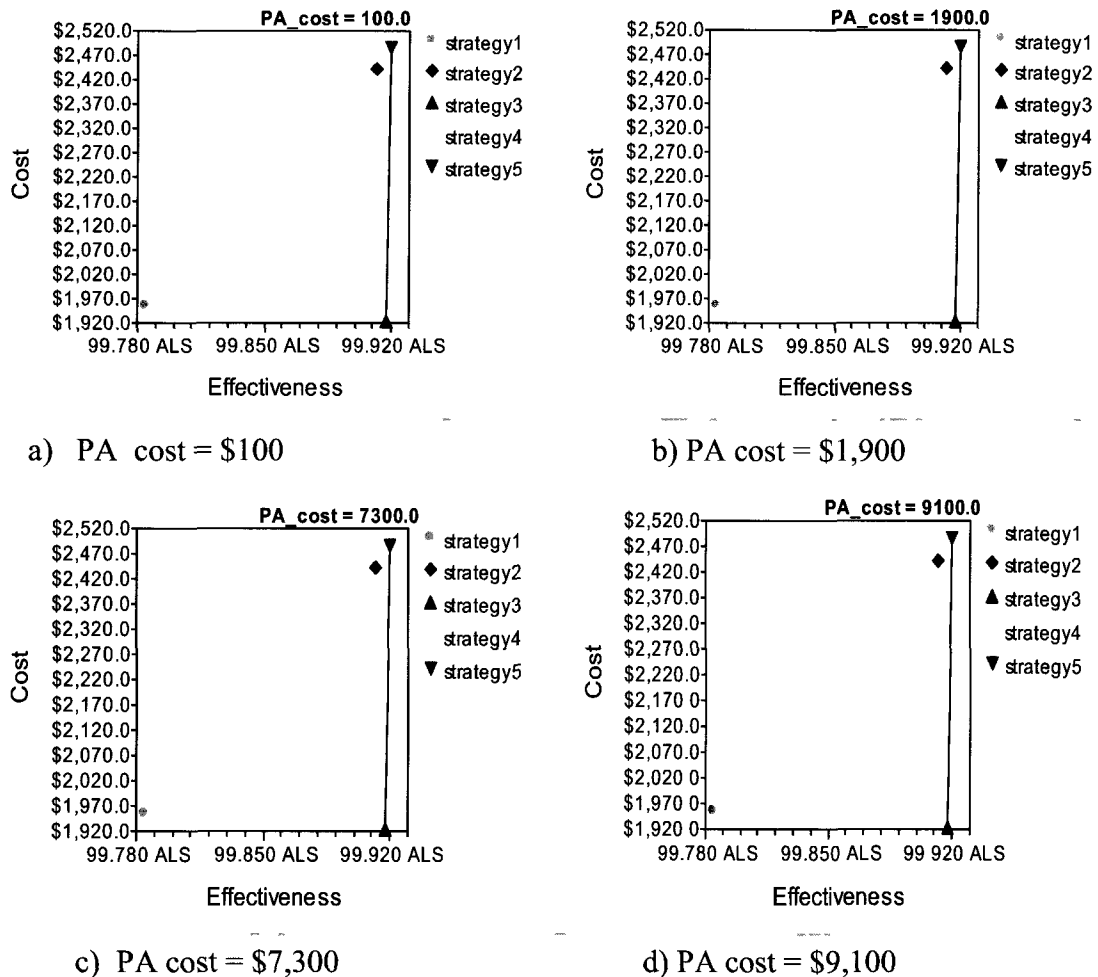 PA_cost = 100.0
$2,520.0
$2,470.0
$2,420.0
$2,370.0
$2,320.0
$2,270.0
$2,220.0
$2,170.0
$2,120.0
$2,070.0
$2,020.0
$1,970.0
$1,920.0
Cost
99.780 ALS 99.850 ALS 99.920 ALS
Effectiveness
strategy1
strategy2
strategy3
strategy4
strategy5
a) PA cost = $100
PA_cost = 1900.0
$2,520.0
$2,470.0
$2,420.0
$2,370.0
$2,320.0
$2,270.0
$2,220.0
$2,170.0
$2,120.0
$2,070.0
$2,020.0
$1,970.0
$1,920.0
Cost
99 780 ALS 99.850 ALS 99.920 ALS
Effectiveness
strategy1
strategy2
strategy3
strategy4
strategy5
b) PA cost = $1,900
PA_cost = 7300.0
$2,520.0
$2,470.0
$2,420.0
$2,370.0
$2,320.0
$2,270.0
$2,220.0
$2,170.0
$2,120.0
$2,070.0
$2,020.0
$1,970.0
$1,920.0
Cost
99.780 ALS 99.850 ALS 99.920 ALS
Effectiveness
strategy1
strategy2
strategy3
strategy4
strategy5
c) PA cost = $7,300
PA_cost = 9100.0
$2,520.0
$2,470.0
$2,420 0
$2,370.0
$2,320.0
$2,270.0
$2,220.0
$2,170.0
$2,120.0
$2,070.0
$2,020 0
$1,970 0
$1,920.0
Cost
99.780 ALS 99.850 ALS 99 920 ALS
Effectiveness
strategy1
strategy2
strategy3
strategy4
strategy5
d) PA cost = $9,100